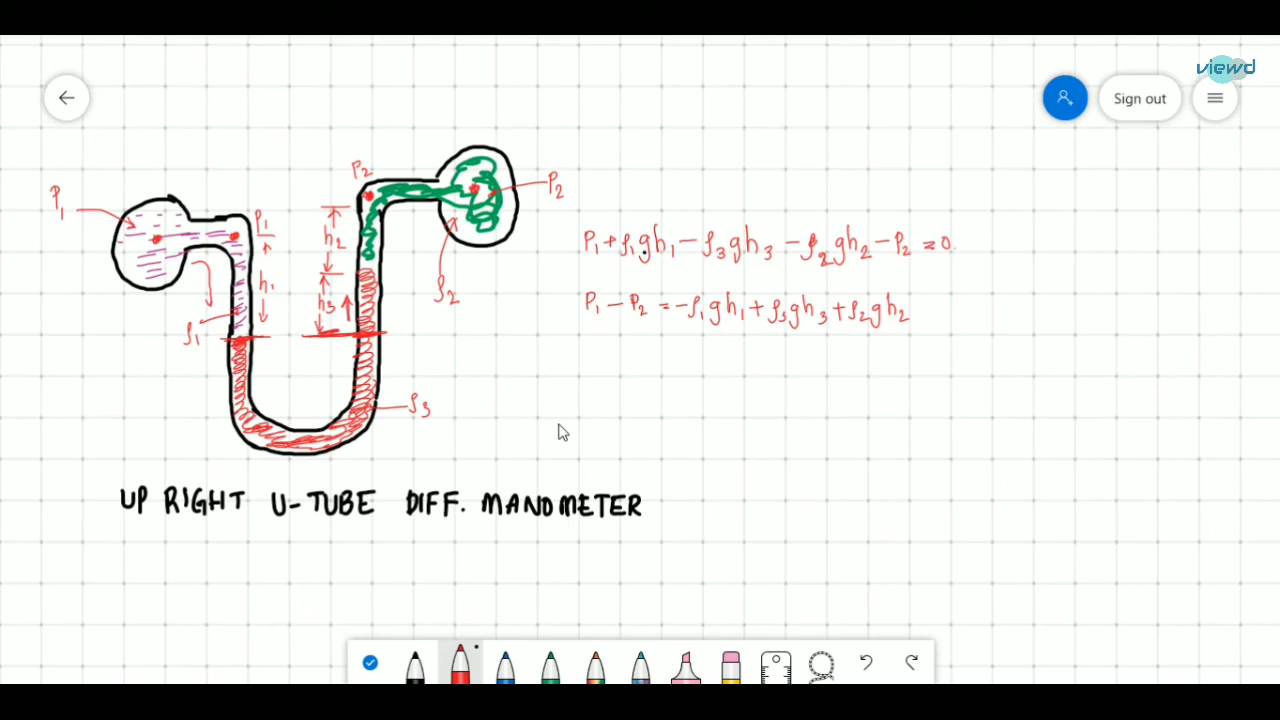 viewd
Sign out
P₂
P₁
P₂
P₁
h₂
h₁
h₃
ρ₂
ρ₁
ρ₃
P₁ + ρ₁gh₁ − ρ₃gh₃ − ρ₂gh₂ − P₂ = 0.
P₁ − P₂ = −ρ₁gh₁ + ρ₃gh₃ + ρ₂gh₂
UP RIGHT U-TUBE DIFF. MANOMETER